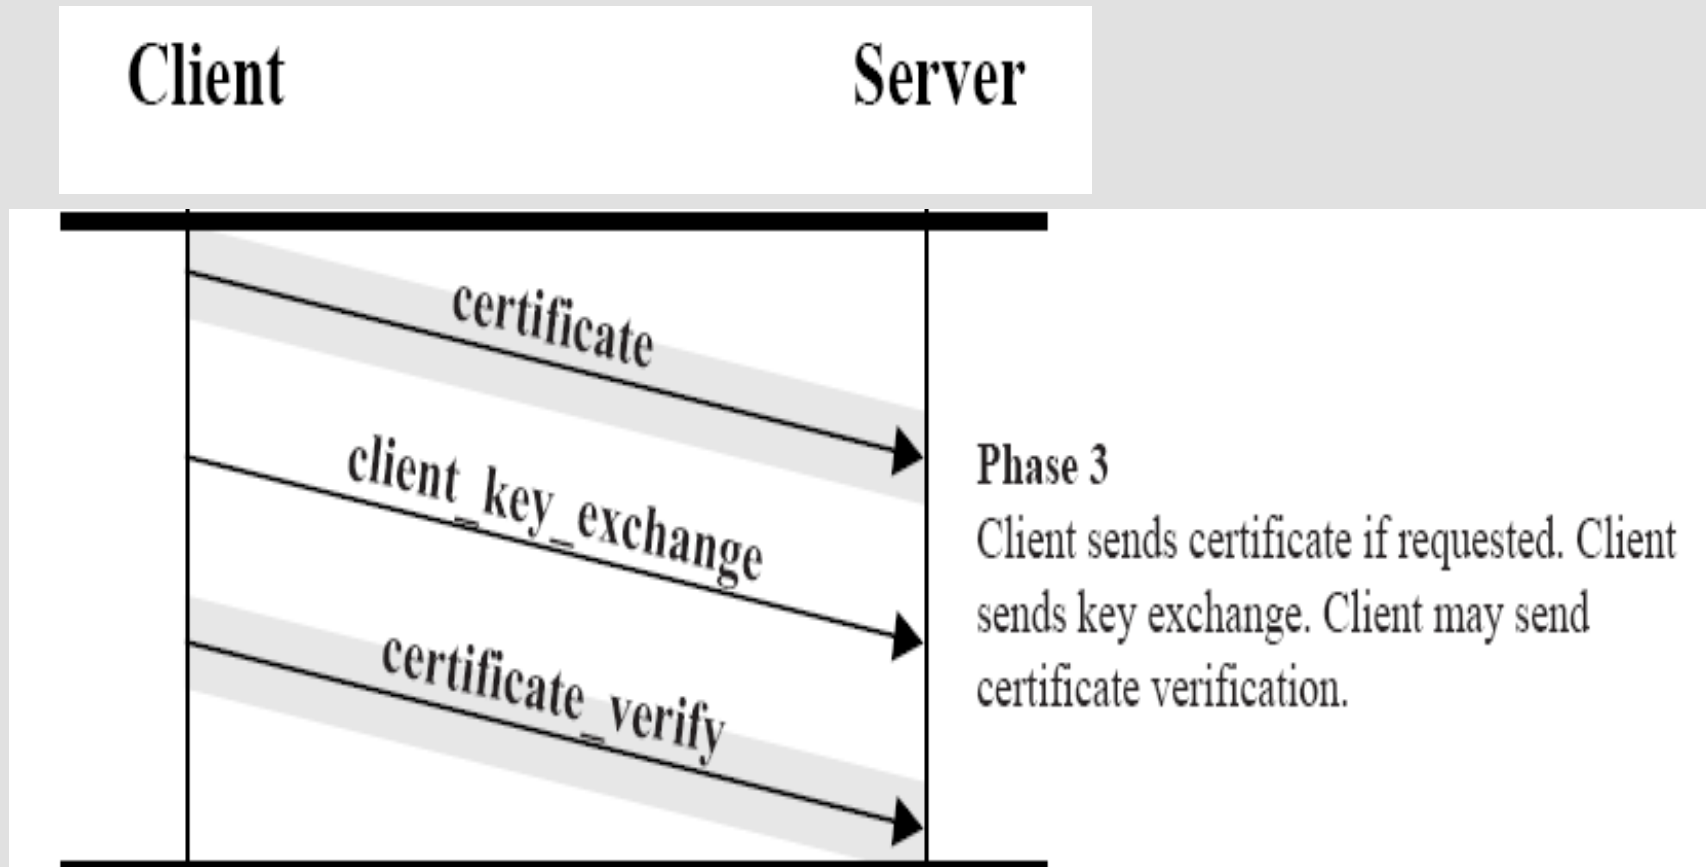 Client Server
certificate
client_key_exchange
certificate_verify
Phase 3
Client sends certificate if requested. Client
sends key exchange. Client may send
certificate verification.